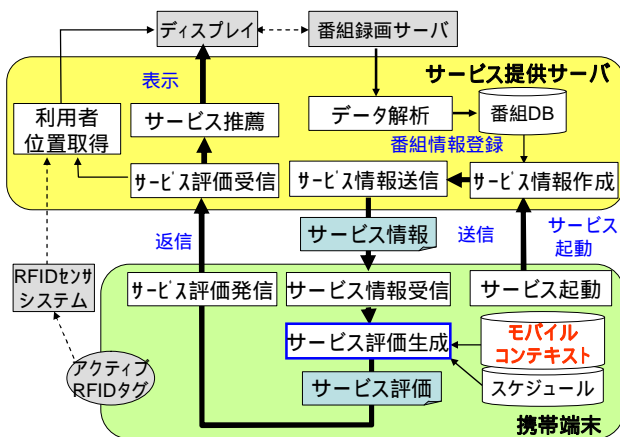 ディスプレイ
番組録画サーバ
表示
サービス提供サーバ
利用者
位置取得
サービス推薦
データ解析
番組DB
番組情報登録
サービス評価受信
サービス情報送信
サービス情報作成
返信
サービス情報
送信
サービス
起動
RFIDセンサ
システム
サービス評価発信
サービス情報受信
サービス起動
サービス評価生成
モバイル
コンテキスト
アクティブ
RFIDタグ
サービス評価
スケジュール
携帯端末